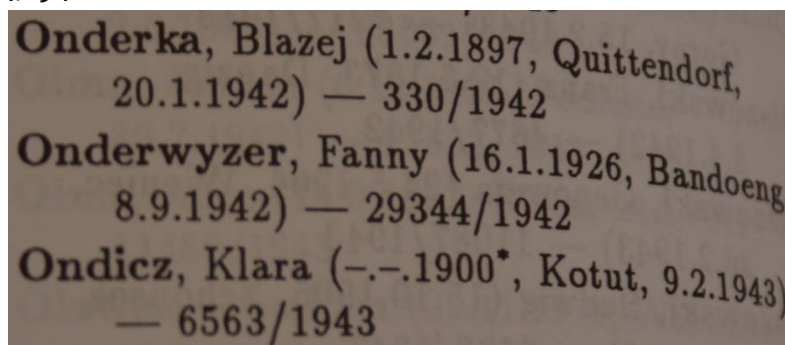 Onderka, Blazej (1.2.1897, Quittendorf,
20.1.1942) — 330/1942
Onderwyzer, Fanny (16.1.1926, Bandoeng
8.9.1942) — 29344/1942
Ondicz, Klara (–.–.1900*, Kotut, 9.2.1943)
— 6563/1943